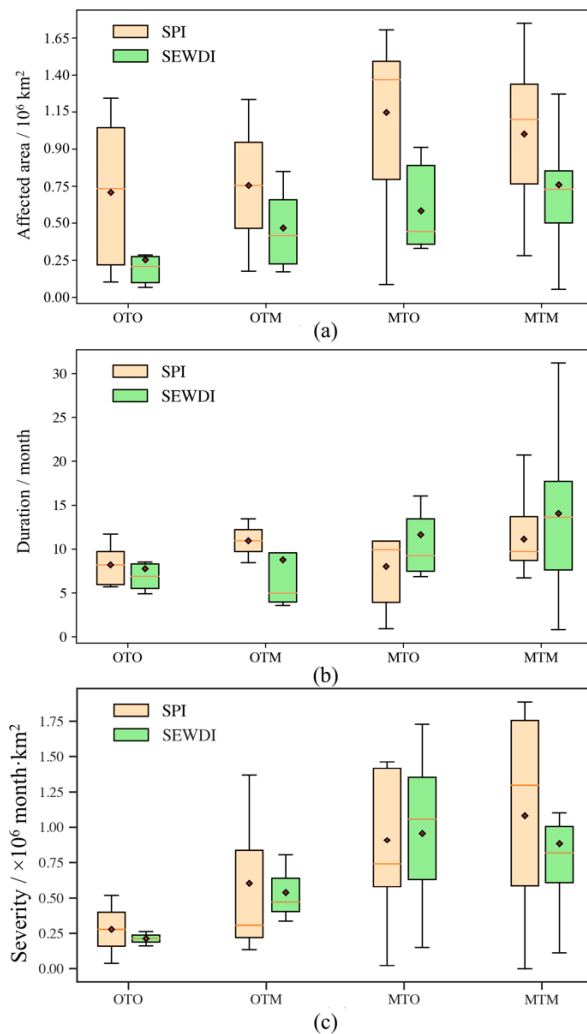 1.65
1.40
1.15
0.90
0.75
0.50
0.25
0.00
Affected area / 10⁶ km²
SPI
SEWDI
OTO OTM MTO MTM
(a)
30
25
20
15
10
5
0
Duration / month
SPI
SEWDI
OTO OTM MTO MTM
(b)
1.75
1.50
1.25
1.00
0.75
0.50
0.25
0.00
Severity / ×10⁶ month·km²
SPI
SEWDI
OTO OTM MTO MTM
(c)